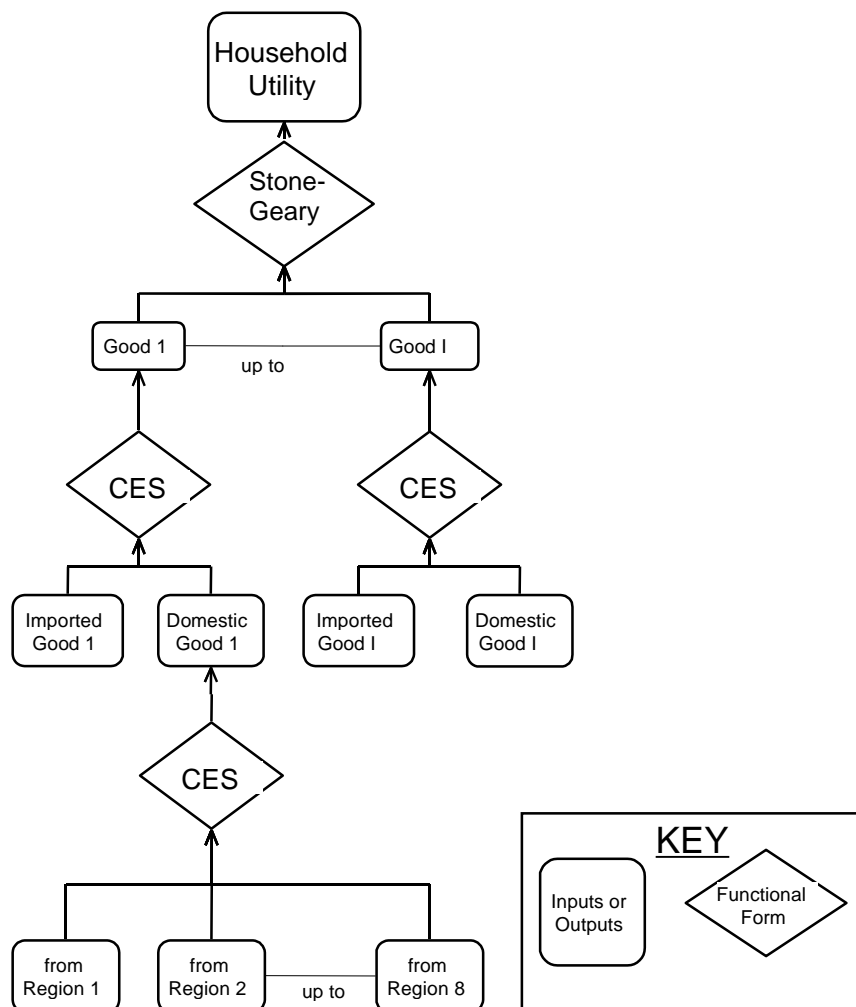 Household
Utility
Stone-
Geary
Good 1
up to
Good I
CES
CES
Imported
Good 1
Domestic
Good 1
Imported
Good I
Domestic
Good I
CES
KEY
Inputs or
Outputs
Functional
Form
from
Region 1
from
Region 2
up to
from
Region 8